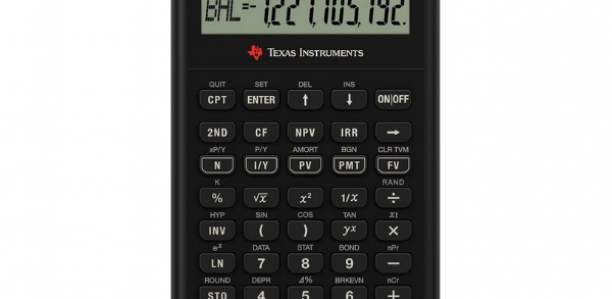 BAL=-1,221,105,192.
TEXAS INSTRUMENTS
QUIT SET DEL INS
CPT ENTER ↑ ↓ ON|OFF
2ND CF NPV IRR →
xP/Y P/Y AMORT BGN CLR TVM
N I/Y PV PMT FV
K RAND
% √x x² 1/x ÷
HYP SIN COS TAN x!
INV ( ) yˣ ×
eˣ DATA STAT BOND nPr
LN 7 8 9 −
ROUND DEPR Δ% BRKEVN nCr
STO 4 5 6 +